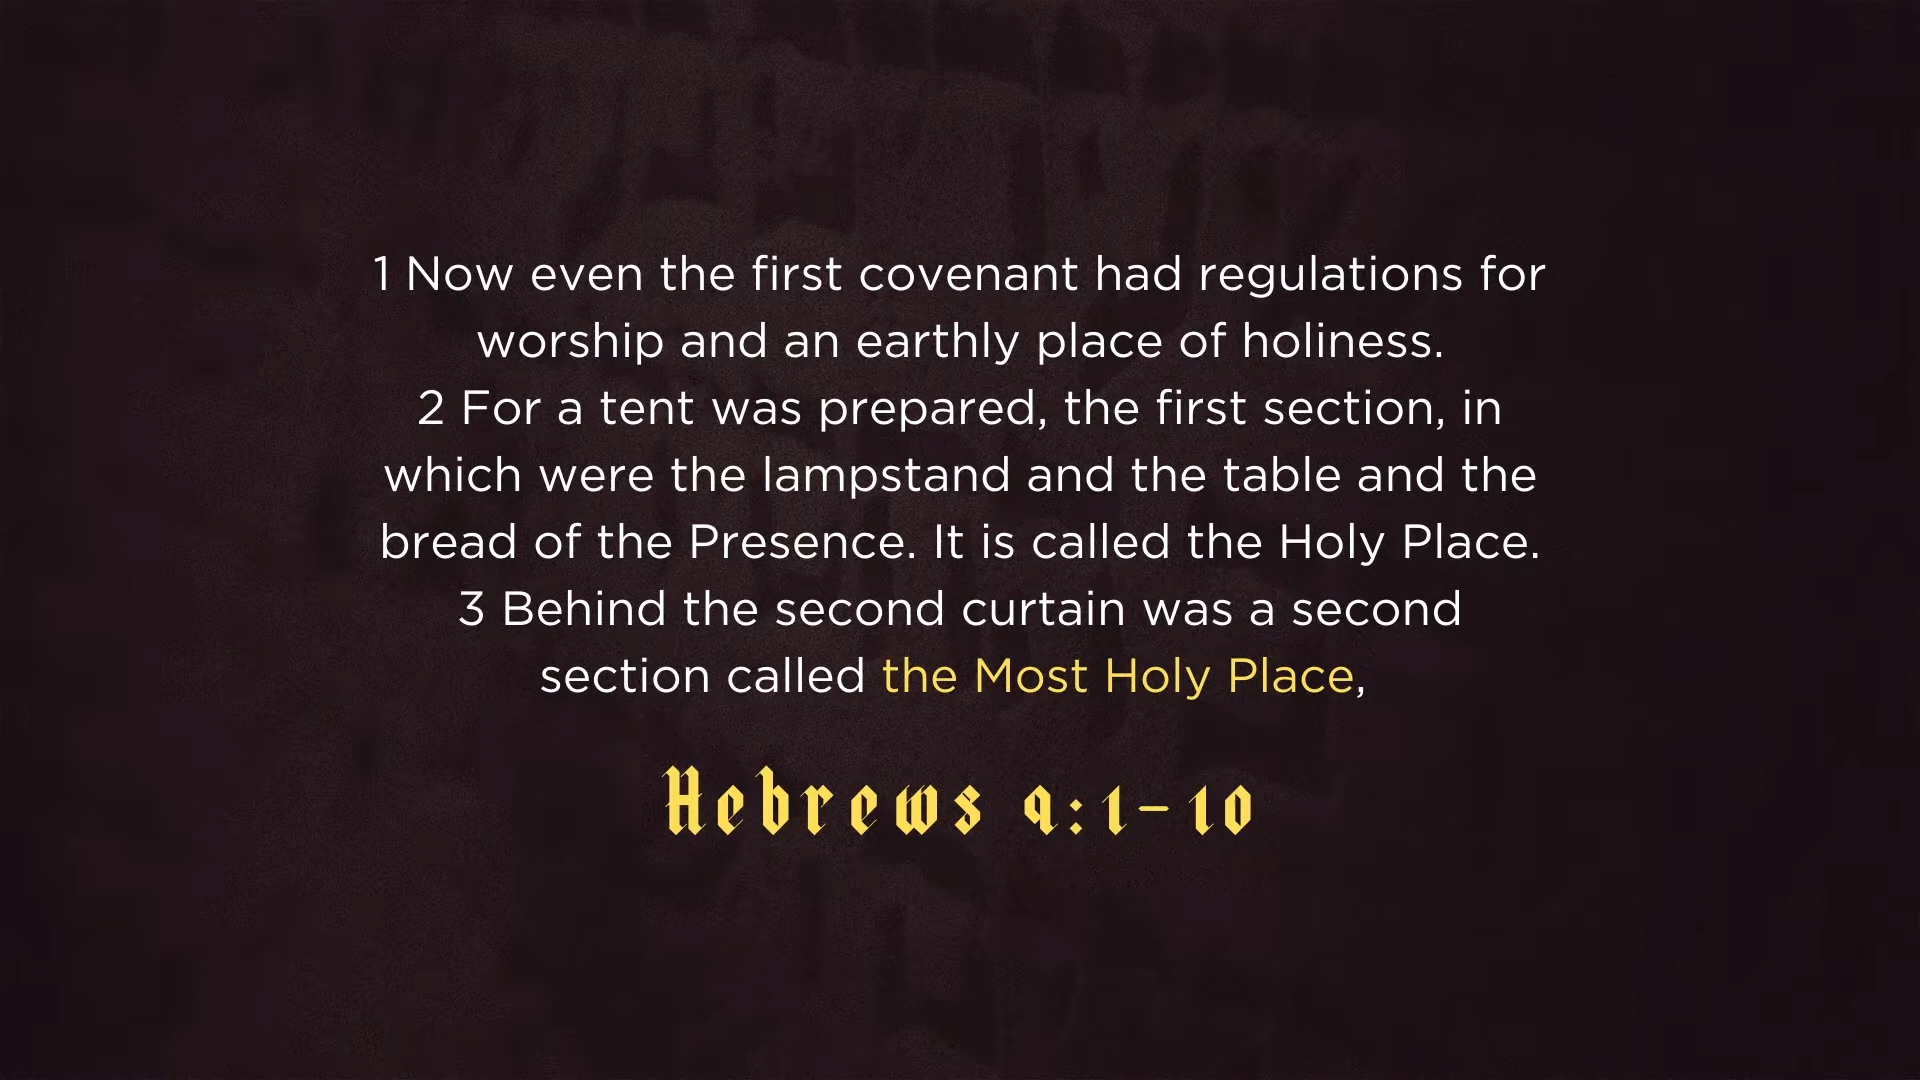 1 Now even the first covenant had regulations for
worship and an earthly place of holiness.
2 For a tent was prepared, the first section, in
which were the lampstand and the table and the
bread of the Presence. It is called the Holy Place.
3 Behind the second curtain was a second
section called the Most Holy Place,
Hebrews 9:1-10